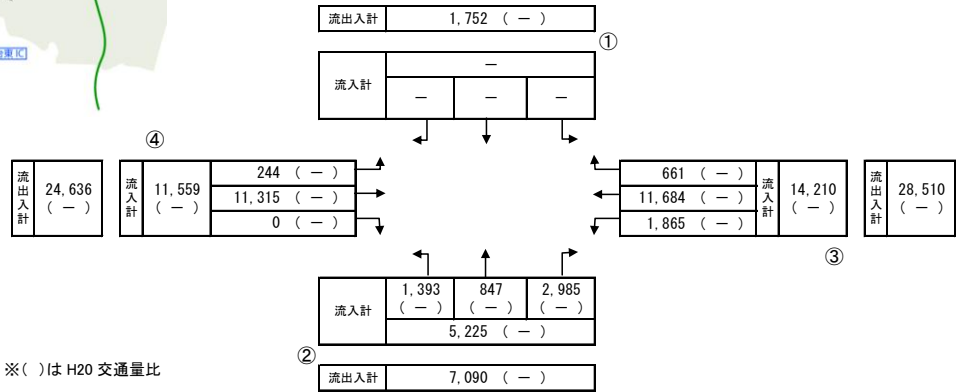 流出入計 1,752 ( － )
①
流入計 －
－ － －
④
流出入計 24,636 ( － )
流入計 11,559 ( － )
244 ( － )
11,315 ( － )
0 ( － )
661 ( － )
11,684 ( － )
1,865 ( － )
流入計 14,210 ( － )
流出入計 28,510 ( － )
③
流入計
1,393 ( － ) 847 ( － ) 2,985 ( － )
5,225 ( － )
②
流出入計 7,090 ( － )
※( )は H20 交通量比